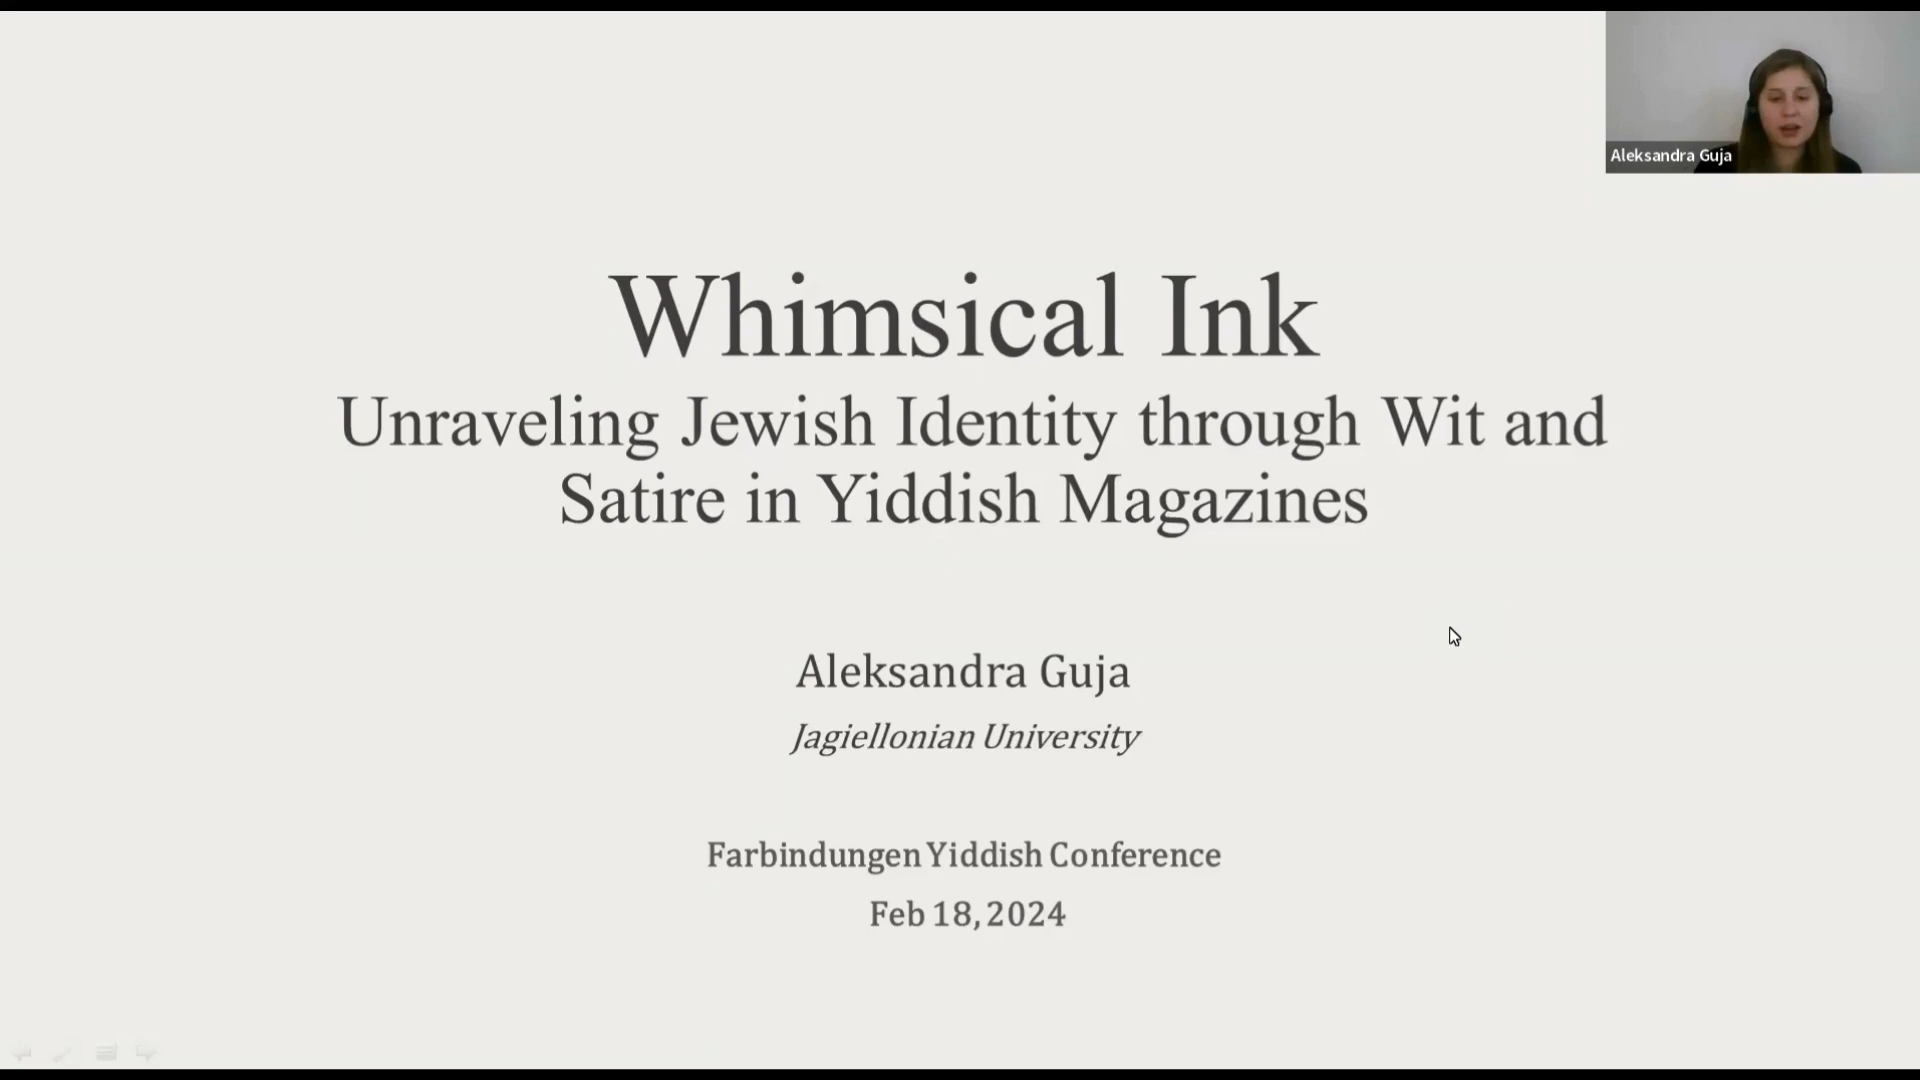 Aleksandra Guja
Whimsical Ink
Unraveling Jewish Identity through Wit and
Satire in Yiddish Magazines
Aleksandra Guja
Jagiellonian University
Farbindungen Yiddish Conference
Feb 18, 2024